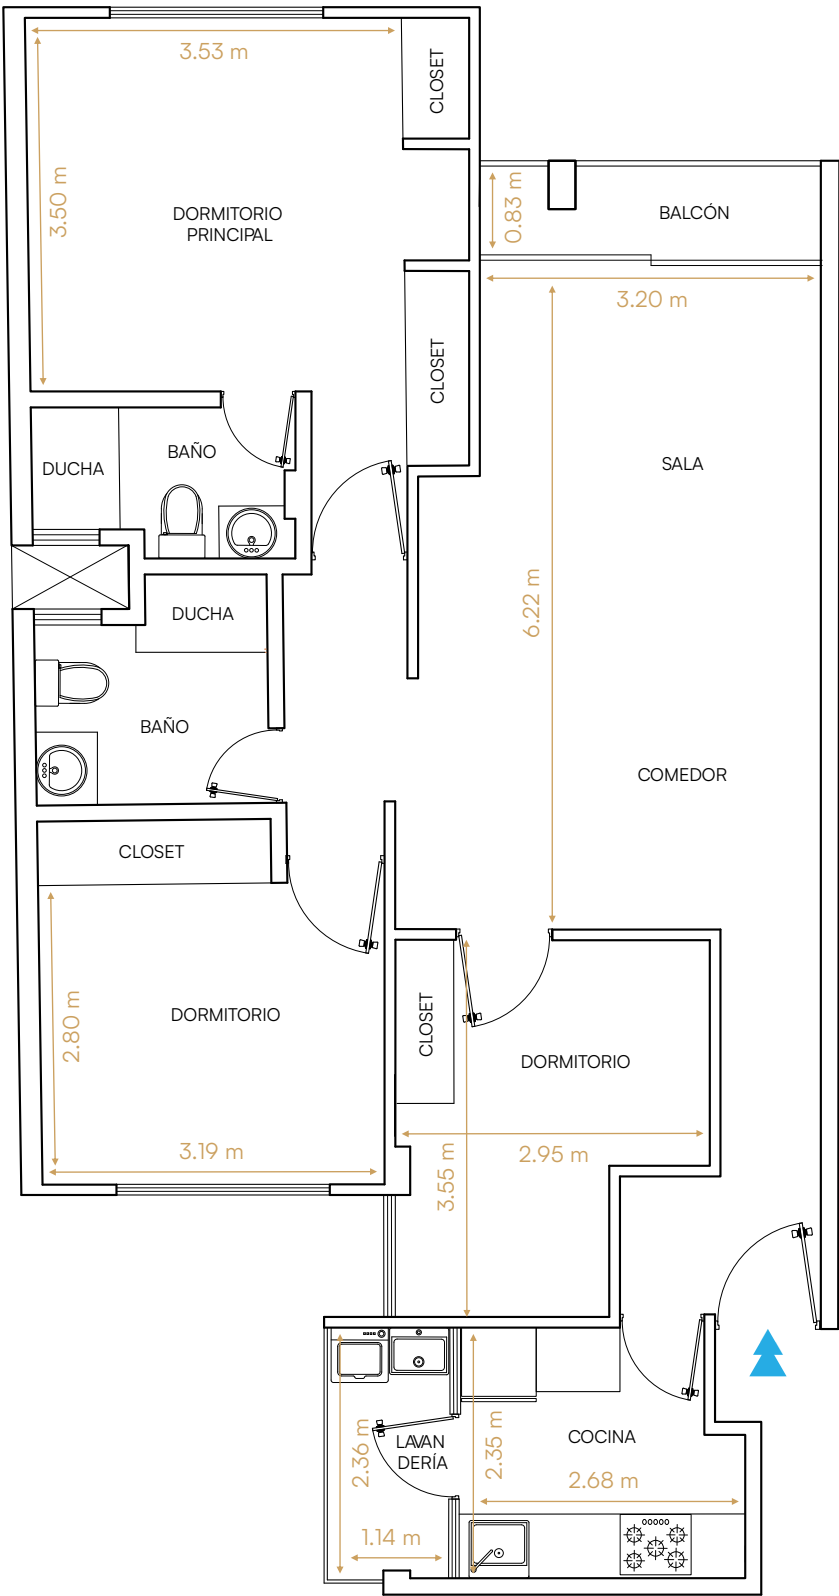 3.53 m
CLOSET
3.50 m
DORMITORIO
PRINCIPAL
0.83 m
BALCÓN
3.20 m
CLOSET
DUCHA
BAÑO
SALA
6.22 m
DUCHA
BAÑO
COMEDOR
CLOSET
2.80 m
DORMITORIO
3.19 m
CLOSET
DORMITORIO
2.95 m
3.55 m
2.36 m
LAVAN
DERÍA
1.14 m
2.35 m
COCINA
2.68 m